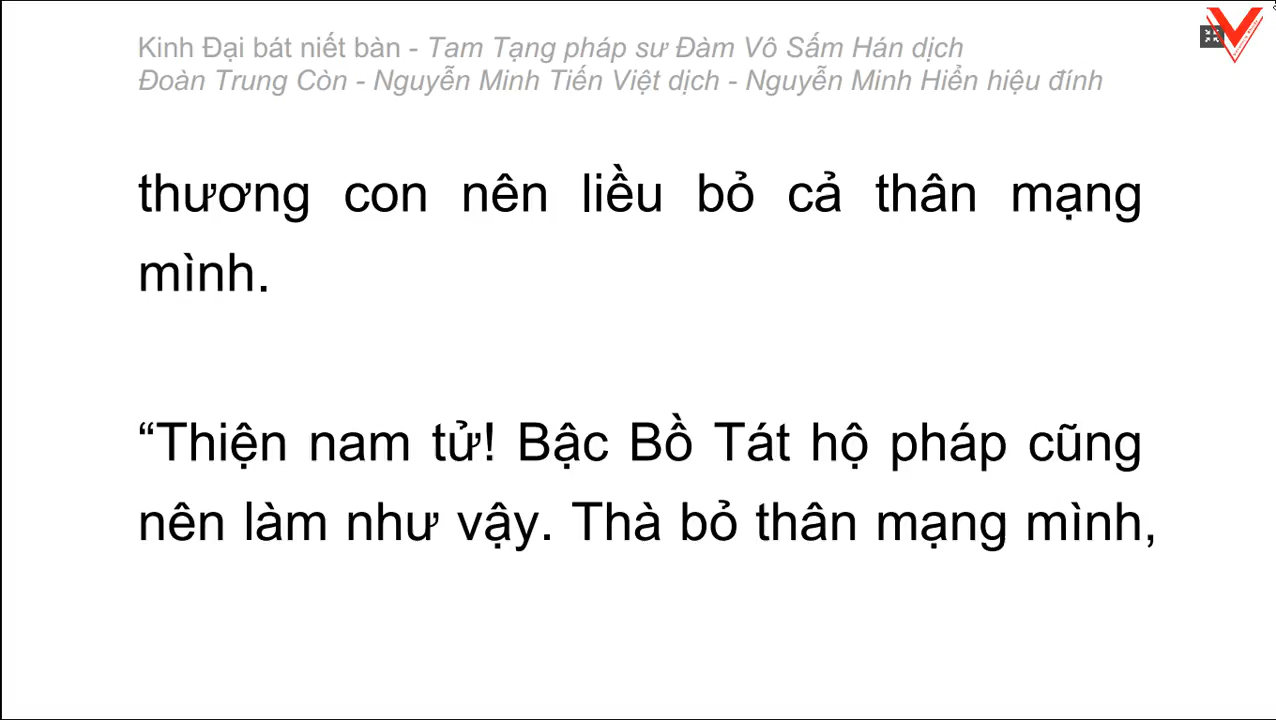 Kinh Đại bát niết bàn - Tam Tạng pháp sư Đàm Vô Sấm Hán dịch
Đoàn Trung Còn - Nguyễn Minh Tiến Việt dịch - Nguyễn Minh Hiển hiệu đính
thương con nên liều bỏ cả thân mạng
mình.
“Thiện nam tử! Bậc Bồ Tát hộ pháp cũng
nên làm như vậy. Thà bỏ thân mạng mình,